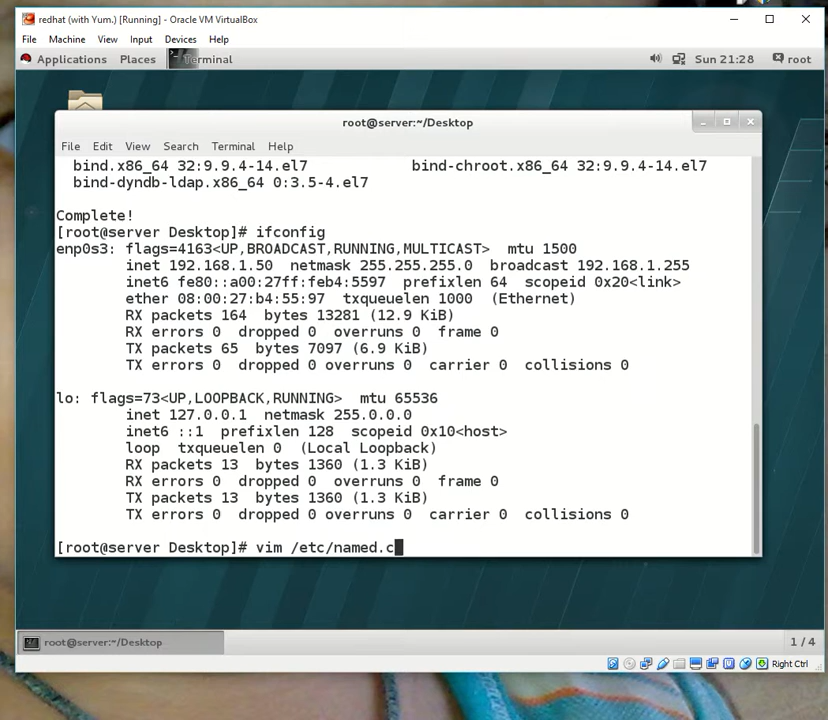 redhat (with Yum.) [Running] - Oracle VM VirtualBox
File Machine View Input Devices Help
Applications Places Terminal Sun 21:28 root
root@server:~/Desktop
File Edit View Search Terminal Help
bind.x86_64 32:9.9.4-14.el7 bind-chroot.x86_64 32:9.9.4-14.el7
bind-dyndb-ldap.x86_64 0:3.5-4.el7
Complete!
[root@server Desktop]# ifconfig
enp0s3: flags=4163<UP,BROADCAST,RUNNING,MULTICAST> mtu 1500
inet 192.168.1.50 netmask 255.255.255.0 broadcast 192.168.1.255
inet6 fe80::a00:27ff:feb4:5597 prefixlen 64 scopeid 0x20<link>
ether 08:00:27:b4:55:97 txqueuelen 1000 (Ethernet)
RX packets 164 bytes 13281 (12.9 KiB)
RX errors 0 dropped 0 overruns 0 frame 0
TX packets 65 bytes 7097 (6.9 KiB)
TX errors 0 dropped 0 overruns 0 carrier 0 collisions 0
lo: flags=73<UP,LOOPBACK,RUNNING> mtu 65536
inet 127.0.0.1 netmask 255.0.0.0
inet6 ::1 prefixlen 128 scopeid 0x10<host>
loop txqueuelen 0 (Local Loopback)
RX packets 13 bytes 1360 (1.3 KiB)
RX errors 0 dropped 0 overruns 0 frame 0
TX packets 13 bytes 1360 (1.3 KiB)
TX errors 0 dropped 0 overruns 0 carrier 0 collisions 0
[root@server Desktop]# vim /etc/named.c
root@server:~/Desktop 1 / 4
Right Ctrl